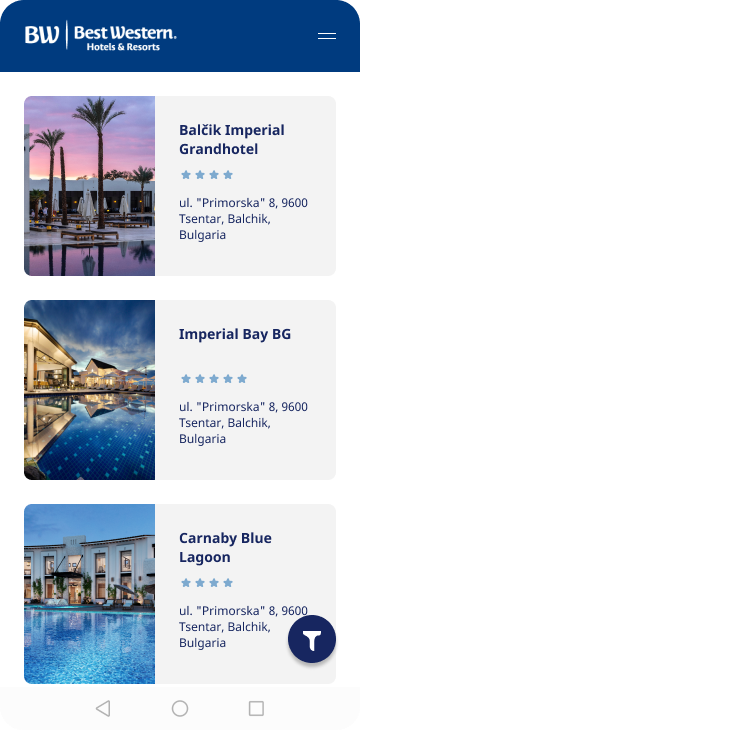 BW Best Western.
Hotels & Resorts
Balčik Imperial
Grandhotel
ul. "Primorska" 8, 9600
Tsentar, Balchik,
Bulgaria
Imperial Bay BG
ul. "Primorska" 8, 9600
Tsentar, Balchik,
Bulgaria
Carnaby Blue
Lagoon
ul. "Primorska" 8, 9600
Tsentar, Balchik,
Bulgaria